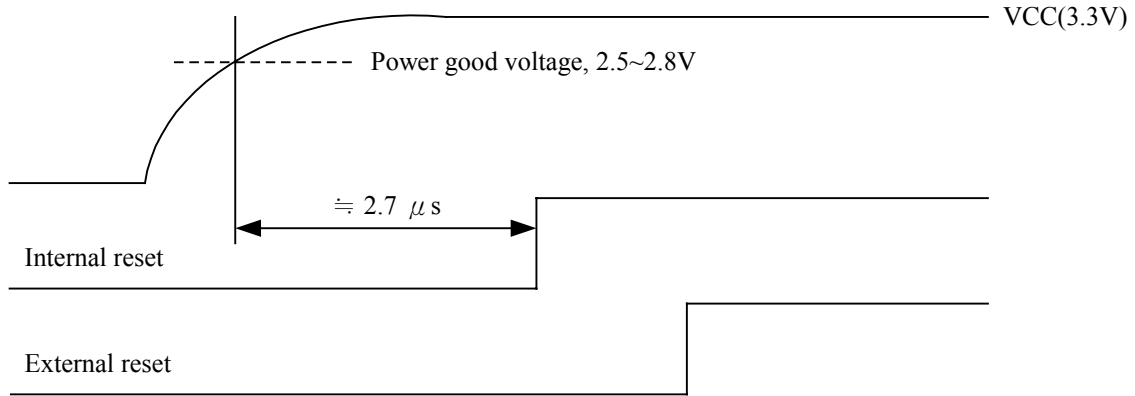 VCC(3.3V)
Power good voltage, 2.5~2.8V
≒ 2.7 μs
Internal reset
External reset